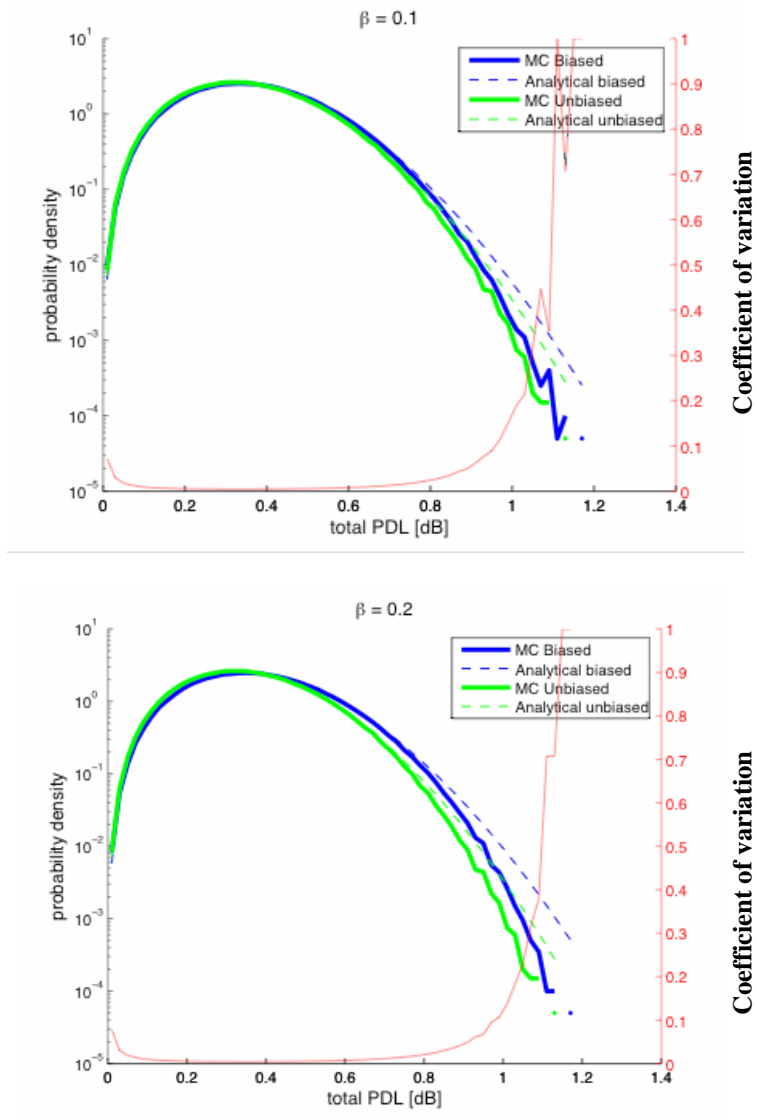 β = 0.1
MC Biased
Analytical biased
MC Unbiased
Analytical unbiased
10^1
10^0
10^-1
10^-2
10^-3
10^-4
10^-5
probability density
0 0.2 0.4 0.6 0.8 1 1.2 1.4
total PDL [dB]
1
0.9
0.8
0.7
0.6
0.5
0.4
0.3
0.2
0.1
0
Coefficient of variation
β = 0.2
MC Biased
Analytical biased
MC Unbiased
Analytical unbiased
10^1
10^0
10^-1
10^-2
10^-3
10^-4
10^-5
probability density
0 0.2 0.4 0.6 0.8 1 1.2 1.4
total PDL [dB]
1
0.9
0.8
0.7
0.6
0.5
0.4
0.3
0.2
0.1
0
Coefficient of variation